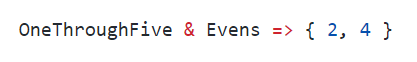 OneThroughFive & Evens => { 2, 4 }